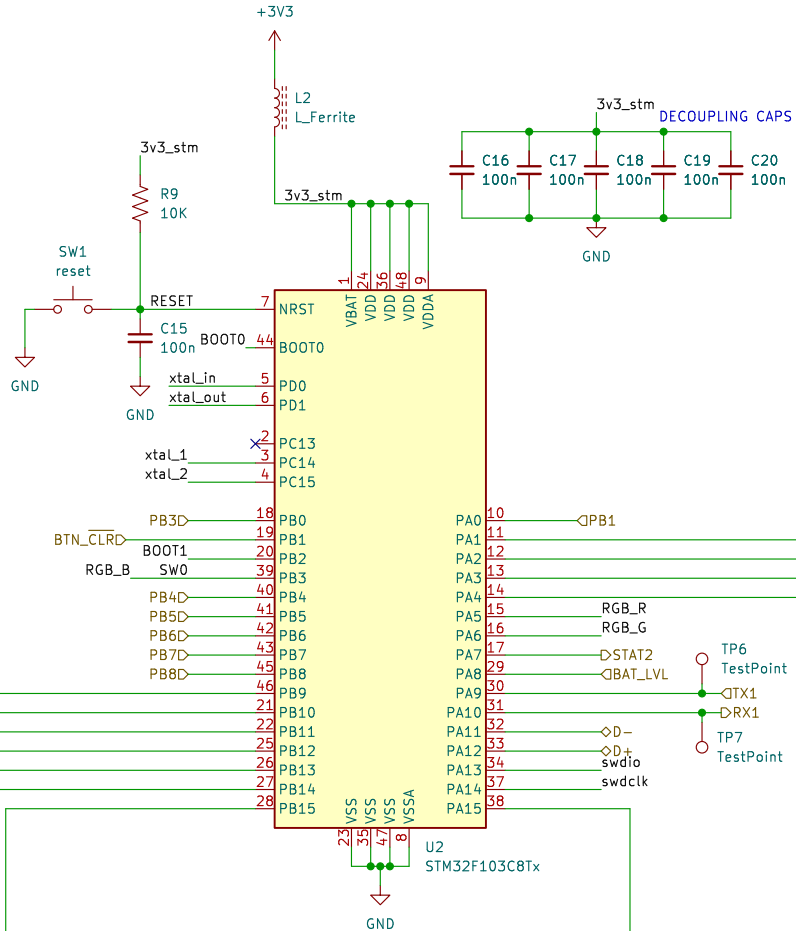 +3V3
L2
L_Ferrite
3v3_stm
DECOUPLING CAPS
C16
100n
C17
100n
C18
100n
C19
100n
C20
100n
GND
3v3_stm
R9
10K
3v3_stm
SW1
reset
RESET
C15
100n
GND
GND
1 VBAT
24 VDD
36 VDD
48 VDD
9 VDDA
7 NRST
BOOT0 44 BOOT0
xtal_in 5 PD0
xtal_out 6 PD1
2 PC13
xtal_1 3 PC14
xtal_2 4 PC15
PB3 18 PB0
BTN_CLR 19 PB1
BOOT1 20 PB2
RGB_B SW0 39 PB3
PB4 40 PB4
PB5 41 PB5
PB6 42 PB6
PB7 43 PB7
PB8 45 PB8
46 PB9
21 PB10
22 PB11
25 PB12
26 PB13
27 PB14
28 PB15
PA0 10 PB1
PA1 11
PA2 12
PA3 13
PA4 14
PA5 15 RGB_R
PA6 16 RGB_G
PA7 17 STAT2
PA8 29 BAT_LVL
PA9 30 TX1
PA10 31 RX1
PA11 32 D-
PA12 33 D+
PA13 34 swdio
PA14 37 swdclk
PA15 38
TP6
TestPoint
TP7
TestPoint
23 VSS
35 VSS
47 VSS
8 VSSA
U2
STM32F103C8Tx
GND